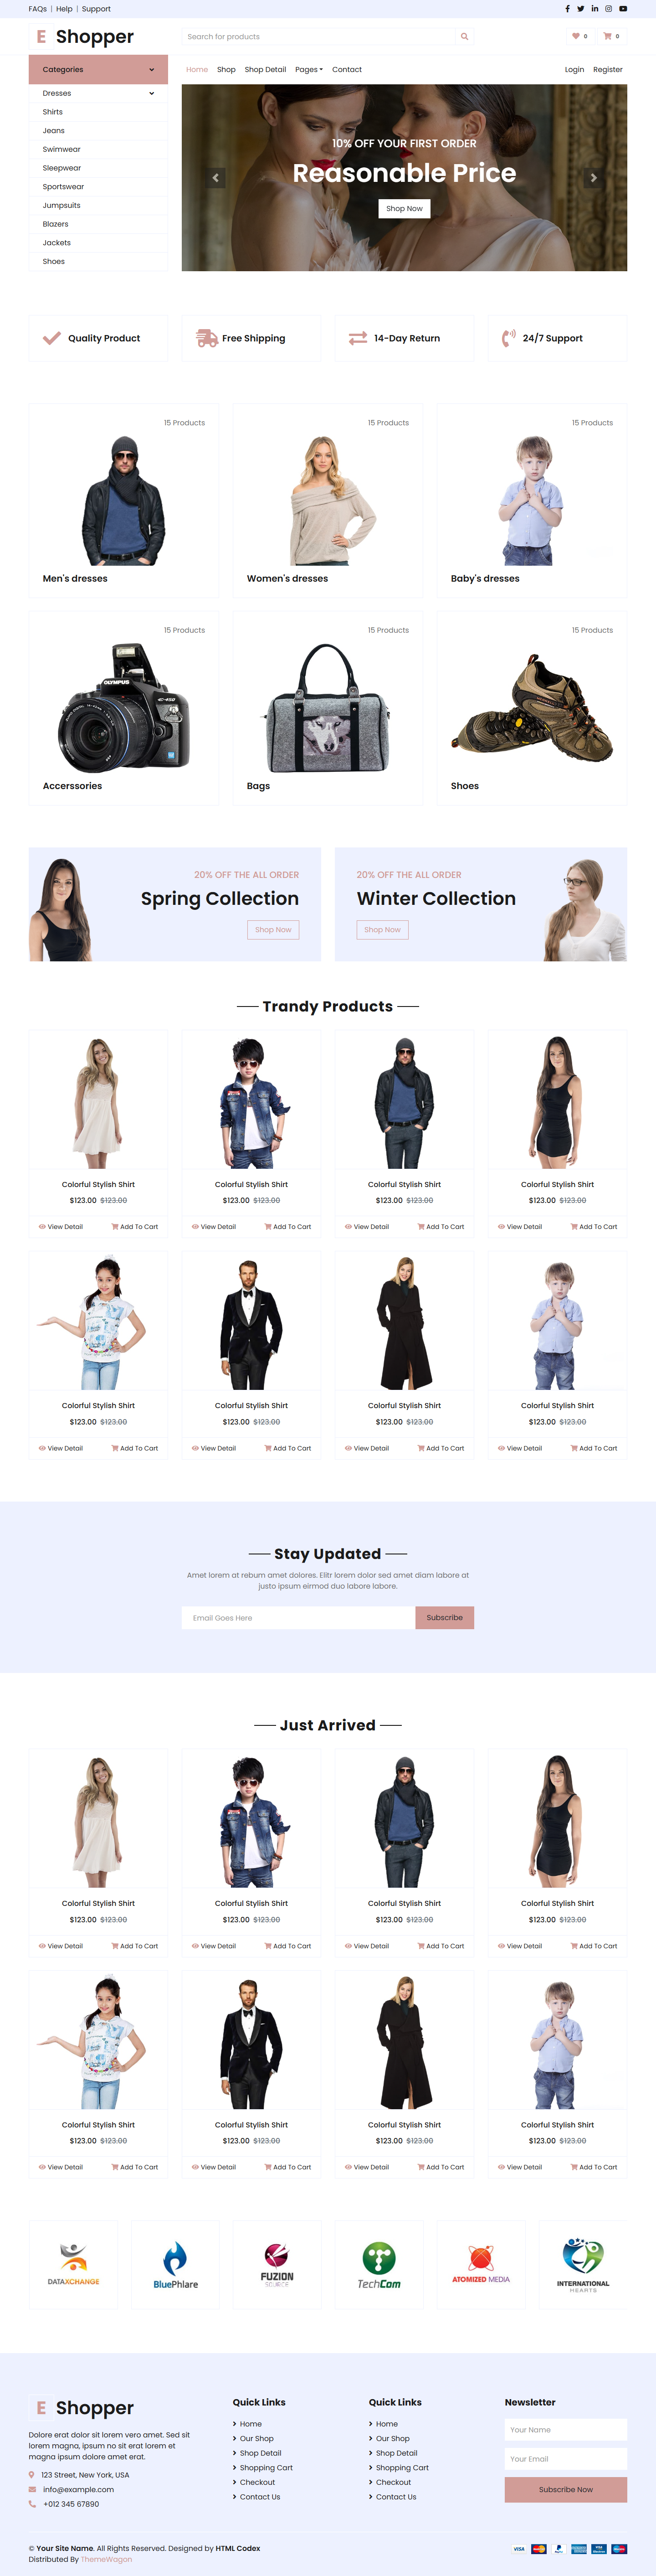 FAQs | Help | Support
E Shopper
Search for products
0
0
Categories
Home Shop Shop Detail Pages Contact
Login Register
Dresses
Shirts
Jeans
Swimwear
Sleepwear
Sportswear
Jumpsuits
Blazers
Jackets
Shoes
10% OFF YOUR FIRST ORDER
Reasonable Price
Shop Now
Quality Product
Free Shipping
14-Day Return
24/7 Support
15 Products
Men's dresses
15 Products
Women's dresses
15 Products
Baby's dresses
15 Products
OLYMPUS
Accerssories
15 Products
Bags
15 Products
Shoes
20% OFF THE ALL ORDER
Spring Collection
Shop Now
20% OFF THE ALL ORDER
Winter Collection
Shop Now
Trandy Products
Colorful Stylish Shirt
$123.00 $123.00
View Detail Add To Cart
Colorful Stylish Shirt
$123.00 $123.00
View Detail Add To Cart
Colorful Stylish Shirt
$123.00 $123.00
View Detail Add To Cart
Colorful Stylish Shirt
$123.00 $123.00
View Detail Add To Cart
Colorful Stylish Shirt
$123.00 $123.00
View Detail Add To Cart
Colorful Stylish Shirt
$123.00 $123.00
View Detail Add To Cart
Colorful Stylish Shirt
$123.00 $123.00
View Detail Add To Cart
Colorful Stylish Shirt
$123.00 $123.00
View Detail Add To Cart
Stay Updated
Amet lorem at rebum amet dolores. Elitr lorem dolor sed amet diam labore at
justo ipsum eirmod duo labore labore.
Email Goes Here
Subscribe
Just Arrived
Colorful Stylish Shirt
$123.00 $123.00
View Detail Add To Cart
Colorful Stylish Shirt
$123.00 $123.00
View Detail Add To Cart
Colorful Stylish Shirt
$123.00 $123.00
View Detail Add To Cart
Colorful Stylish Shirt
$123.00 $123.00
View Detail Add To Cart
Colorful Stylish Shirt
$123.00 $123.00
View Detail Add To Cart
Colorful Stylish Shirt
$123.00 $123.00
View Detail Add To Cart
Colorful Stylish Shirt
$123.00 $123.00
View Detail Add To Cart
Colorful Stylish Shirt
$123.00 $123.00
View Detail Add To Cart
DATAXCHANGE
BluePhlare
FUZION
SOURCE
TechCom
ATOMIZED MEDIA
INTERNATIONAL
HEARTS
E Shopper
Dolore erat dolor sit lorem vero amet. Sed sit
lorem magna, ipsum no sit erat lorem et
magna ipsum dolore amet erat.
123 Street, New York, USA
info@example.com
+012 345 67890
Quick Links
Home
Our Shop
Shop Detail
Shopping Cart
Checkout
Contact Us
Quick Links
Home
Our Shop
Shop Detail
Shopping Cart
Checkout
Contact Us
Newsletter
Your Name
Your Email
Subscribe Now
© Your Site Name. All Rights Reserved. Designed by HTML Codex
Distributed By ThemeWagon
VISA